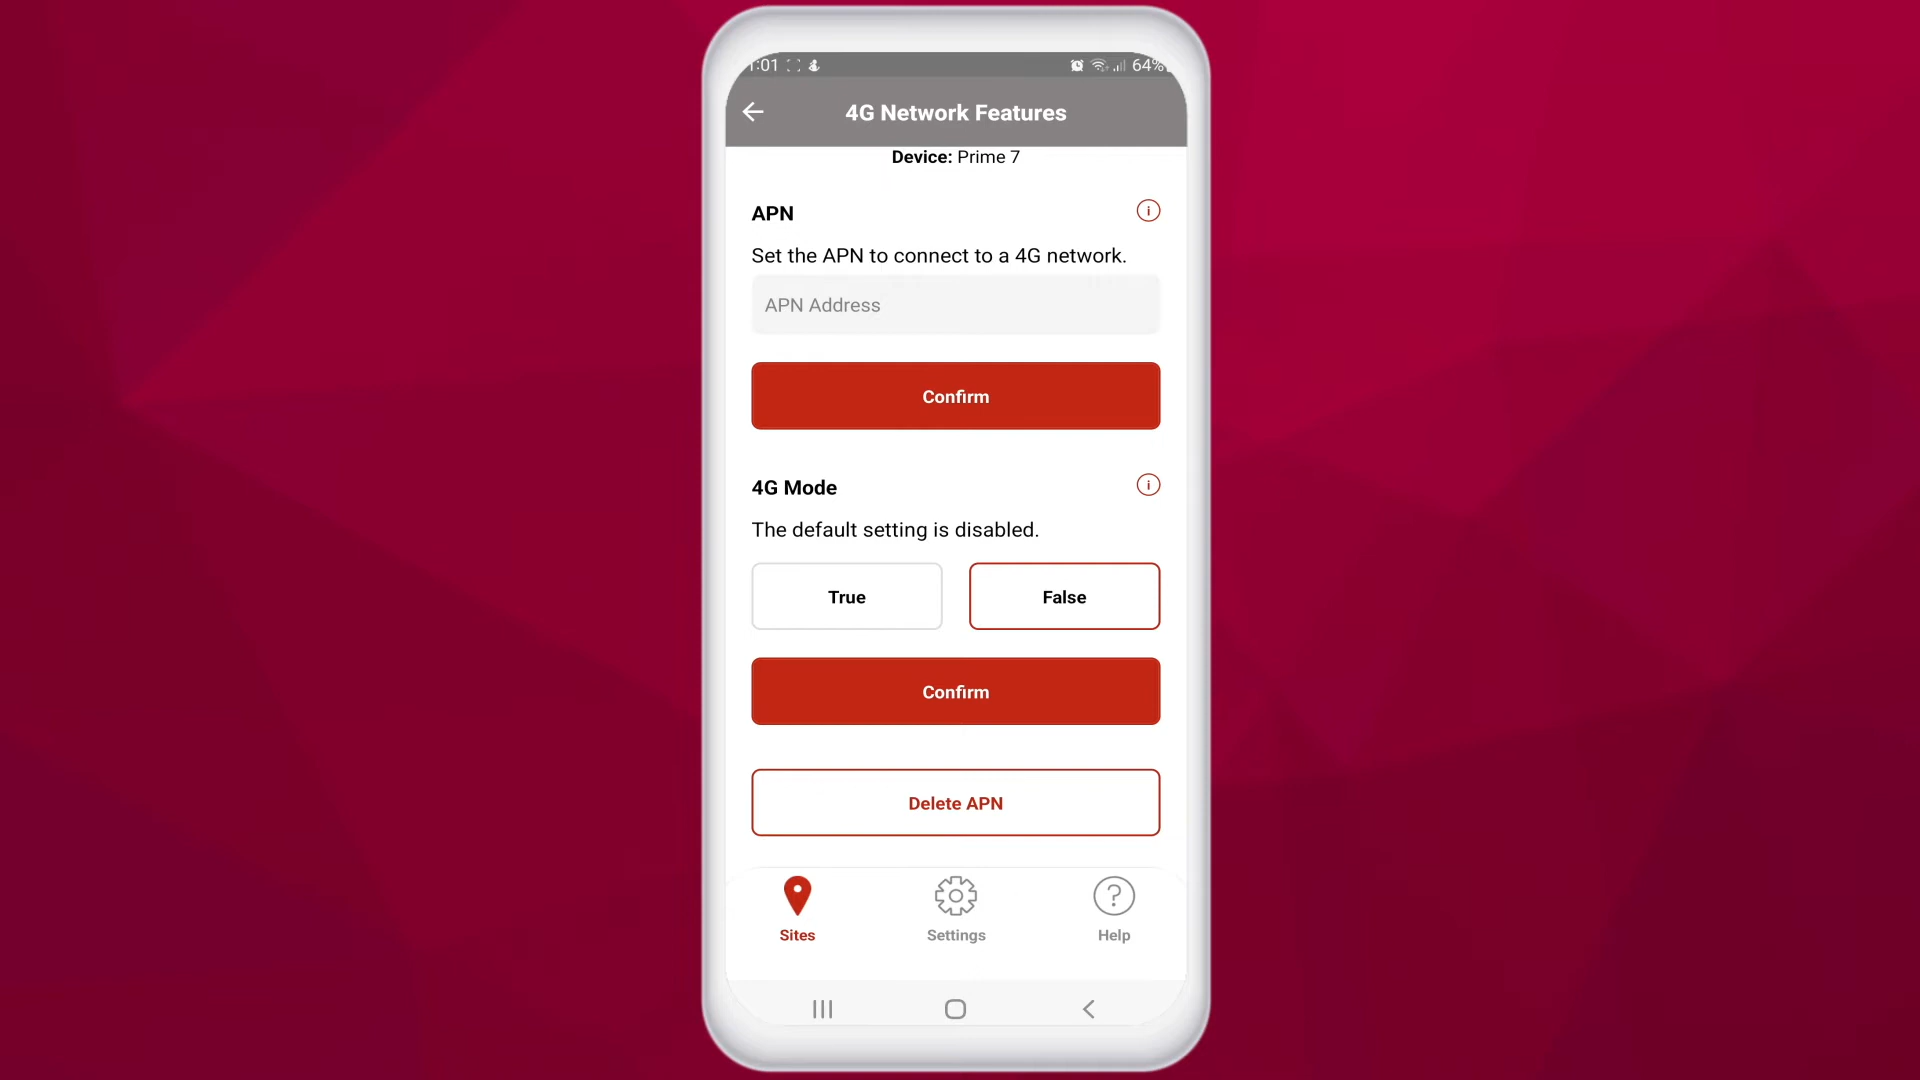 1:01 64%
4G Network Features
Device: Prime 7
APN
Set the APN to connect to a 4G network.
APN Address
Confirm
4G Mode
The default setting is disabled.
True False
Confirm
Delete APN
Sites Settings Help